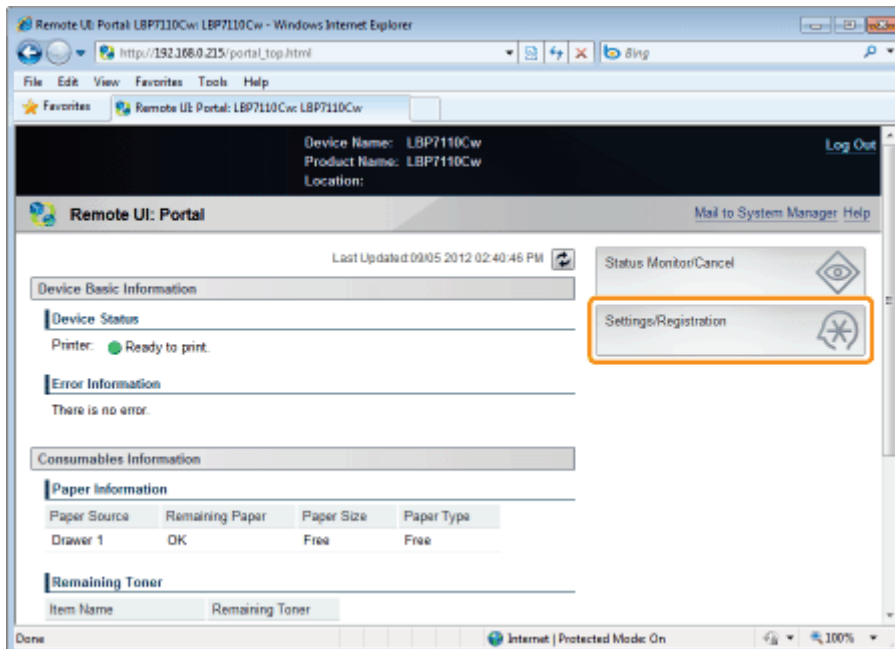 Remote UI: Portal: LBP7110Cw: LBP7110Cw - Windows Internet Explorer
http://192.168.0.215/portal_top.html
Bing
File Edit View Favorites Tools Help
Favorites Remote UI: Portal: LBP7110Cw: LBP7110Cw
Device Name: LBP7110Cw
Product Name: LBP7110Cw
Location:
Log Out
Remote UI: Portal
Mail to System Manager Help
Last Updated:09/05 2012 02:40:46 PM
Status Monitor/Cancel
Device Basic Information
Device Status
Settings/Registration
Printer: Ready to print.
Error Information
There is no error.
Consumables Information
Paper Information
Paper Source Remaining Paper Paper Size Paper Type
Drawer 1 OK Free Free
Remaining Toner
Item Name Remaining Toner
Done
Internet | Protected Mode: On
100%